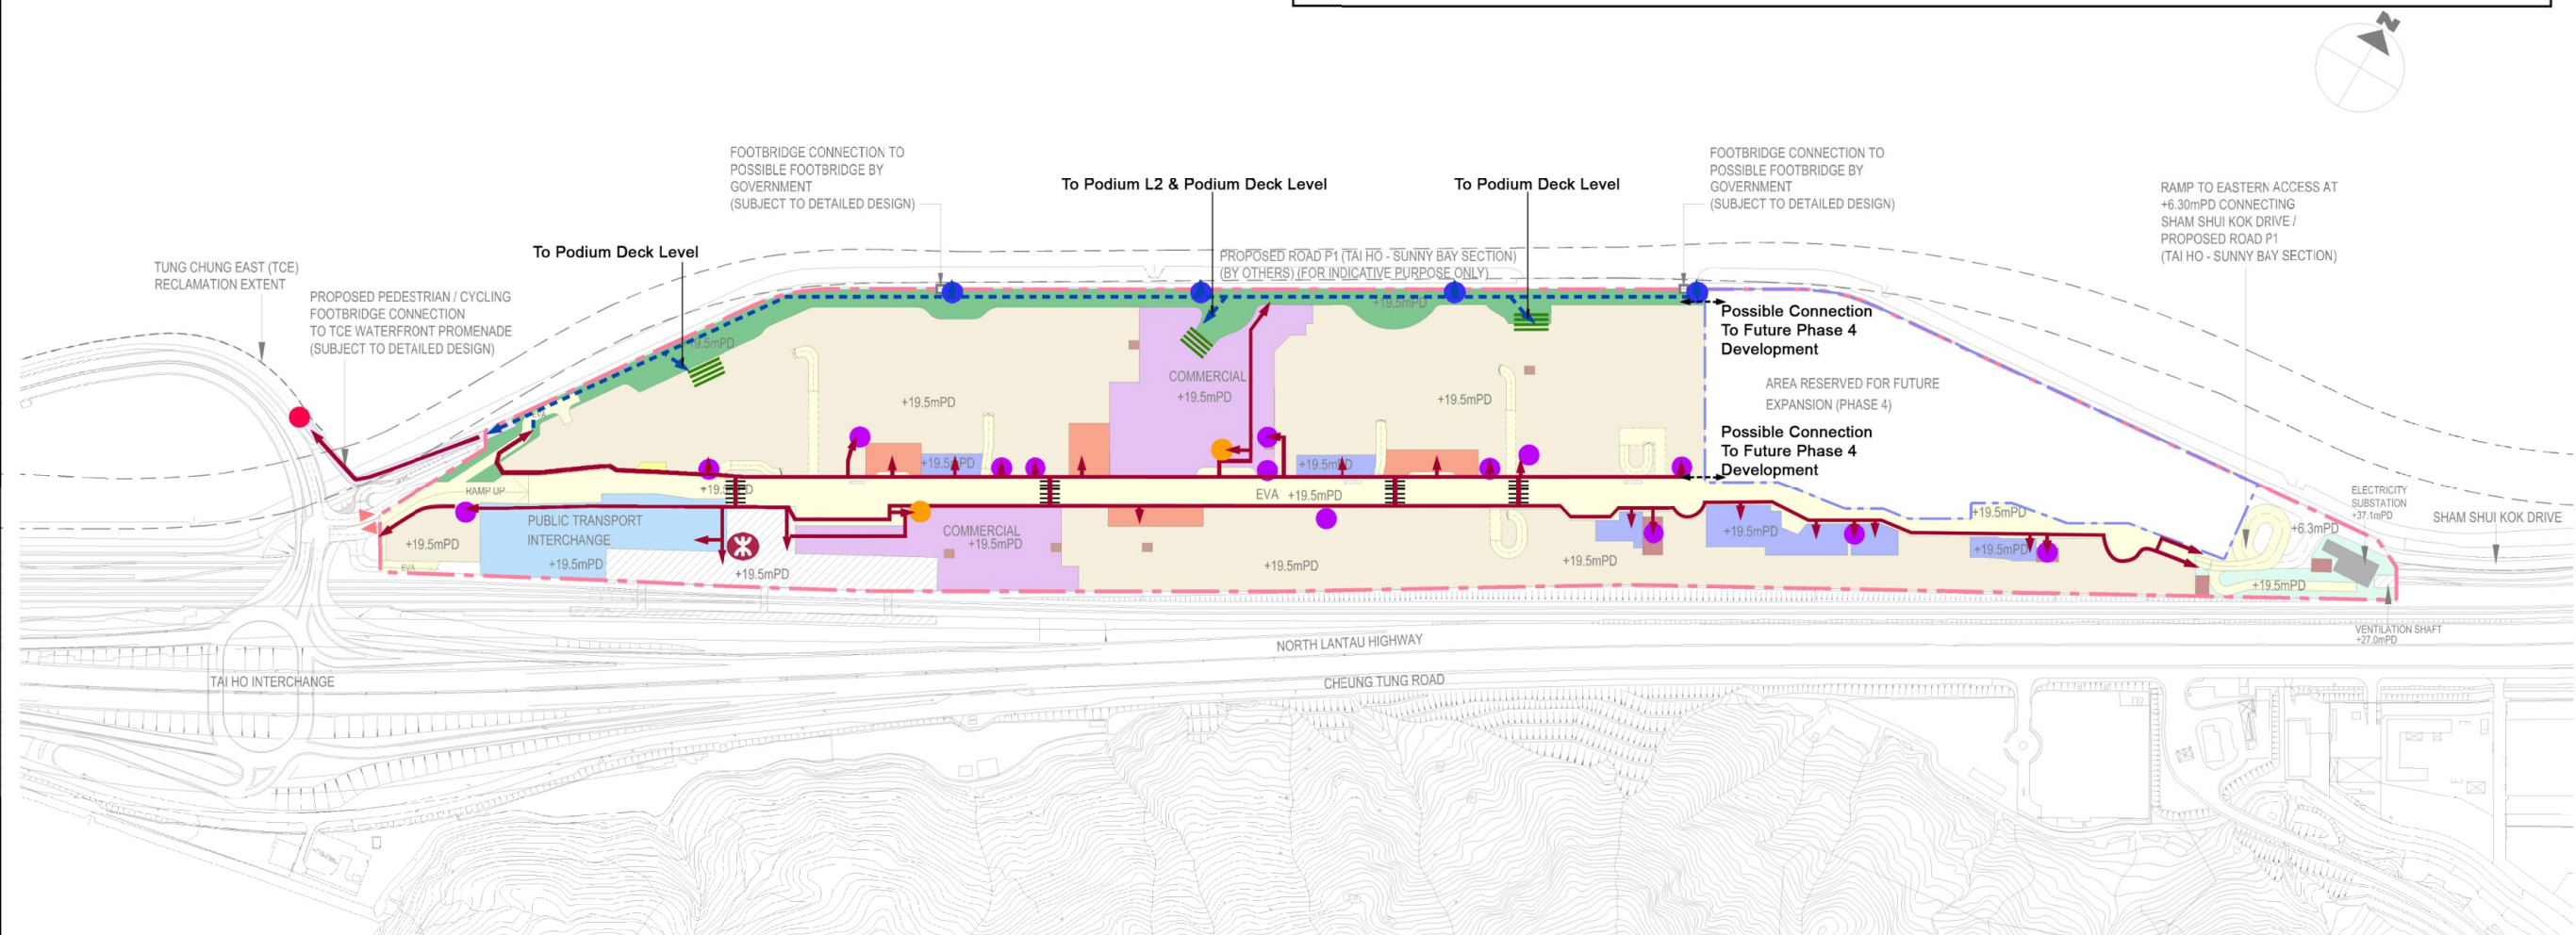 N
FOOTBRIDGE CONNECTION TO
POSSIBLE FOOTBRIDGE BY
GOVERNMENT
(SUBJECT TO DETAILED DESIGN)
FOOTBRIDGE CONNECTION TO
POSSIBLE FOOTBRIDGE BY
GOVERNMENT
(SUBJECT TO DETAILED DESIGN)
To Podium L2 & Podium Deck Level
To Podium Deck Level
RAMP TO EASTERN ACCESS AT
+6.30mPD CONNECTING
SHAM SHUI KOK DRIVE /
PROPOSED ROAD P1
(TAI HO - SUNNY BAY SECTION)
To Podium Deck Level
PROPOSED ROAD P1 (TAI HO - SUNNY BAY SECTION)
(BY OTHERS) (FOR INDICATIVE PURPOSE ONLY)
TUNG CHUNG EAST (TCE)
RECLAMATION EXTENT
PROPOSED PEDESTRIAN / CYCLING
FOOTBRIDGE CONNECTION
TO TCE WATERFRONT PROMENADE
(SUBJECT TO DETAILED DESIGN)
+19.5mPD
Possible Connection
To Future Phase 4
Development
+19.5mPD
COMMERCIAL
+19.5mPD
AREA RESERVED FOR FUTURE
EXPANSION (PHASE 4)
+19.5mPD
+19.5mPD
EVA
Possible Connection
To Future Phase 4
Development
+19.5mPD
+19.5mPD
RAMP UP
+19.5mPD
EVA +19.5mPD
ELECTRICITY
SUBSTATION
+37.1mPD
SHAM SHUI KOK DRIVE
PUBLIC TRANSPORT
INTERCHANGE
+19.5mPD
COMMERCIAL
+19.5mPD
+19.5mPD
+19.5mPD
+6.3mPD
+19.5mPD
+19.5mPD
EVA
+19.5mPD
+19.5mPD
+19.5mPD
+19.5mPD
+19.5mPD
VENTILATION SHAFT
+27.0mPD
NORTH LANTAU HIGHWAY
TAI HO INTERCHANGE
CHEUNG TUNG ROAD